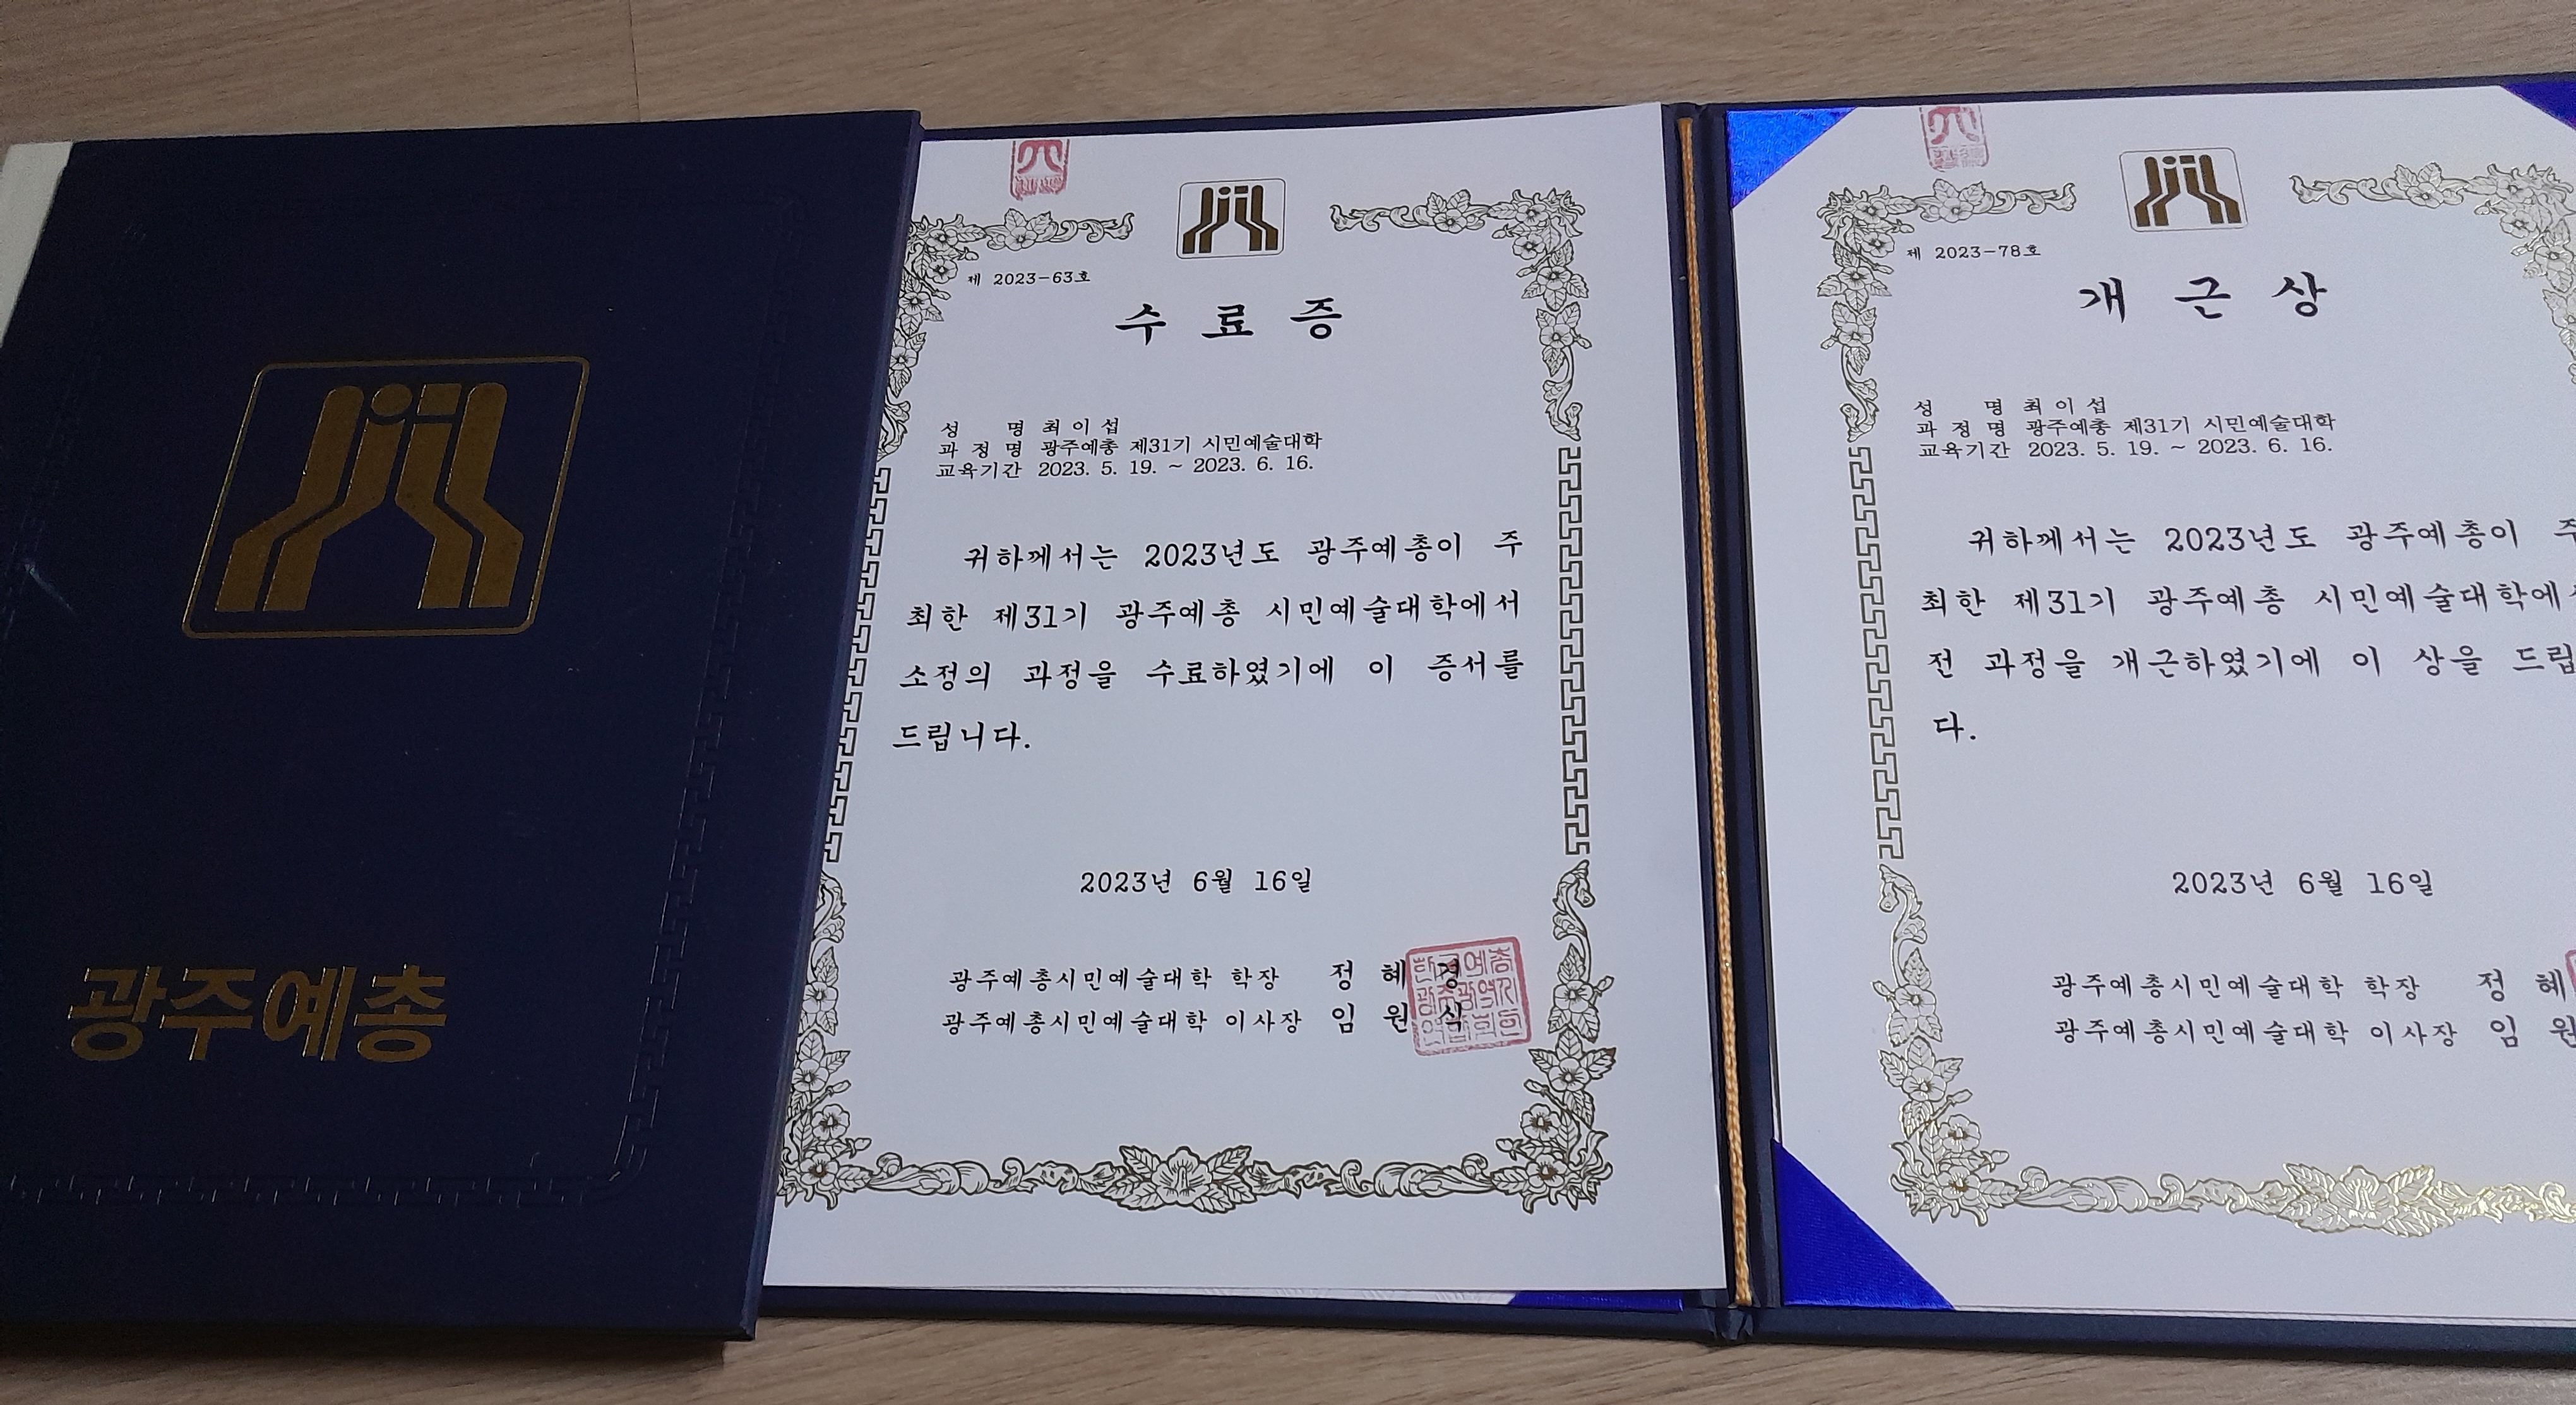 광주예총
제 2023-63호
수 료 증
성 명 최 이 섭
과 정 명 광주예총 제31기 시민예술대학
교육기간 2023. 5. 19. ~ 2023. 6. 16.
귀하께서는 2023년도 광주예총이 주
최한 제31기 광주예총 시민예술대학에서
소정의 과정을 수료하였기에 이 증서를
드립니다.
2023년 6월 16일
광주예총시민예술대학 학장 정 혜 경
광주예총시민예술대학 이사장 임 원 식
제 2023-78호
개 근 상
성 명 최 이 섭
과 정 명 광주예총 제31기 시민예술대학
교육기간 2023. 5. 19. ~ 2023. 6. 16.
귀하께서는 2023년도 광주예총이 주
최한 제31기 광주예총 시민예술대학에
전 과정을 개근하였기에 이 상을 드립
다.
2023년 6월 16일
광주예총시민예술대학 학장 정 혜
광주예총시민예술대학 이사장 임 원